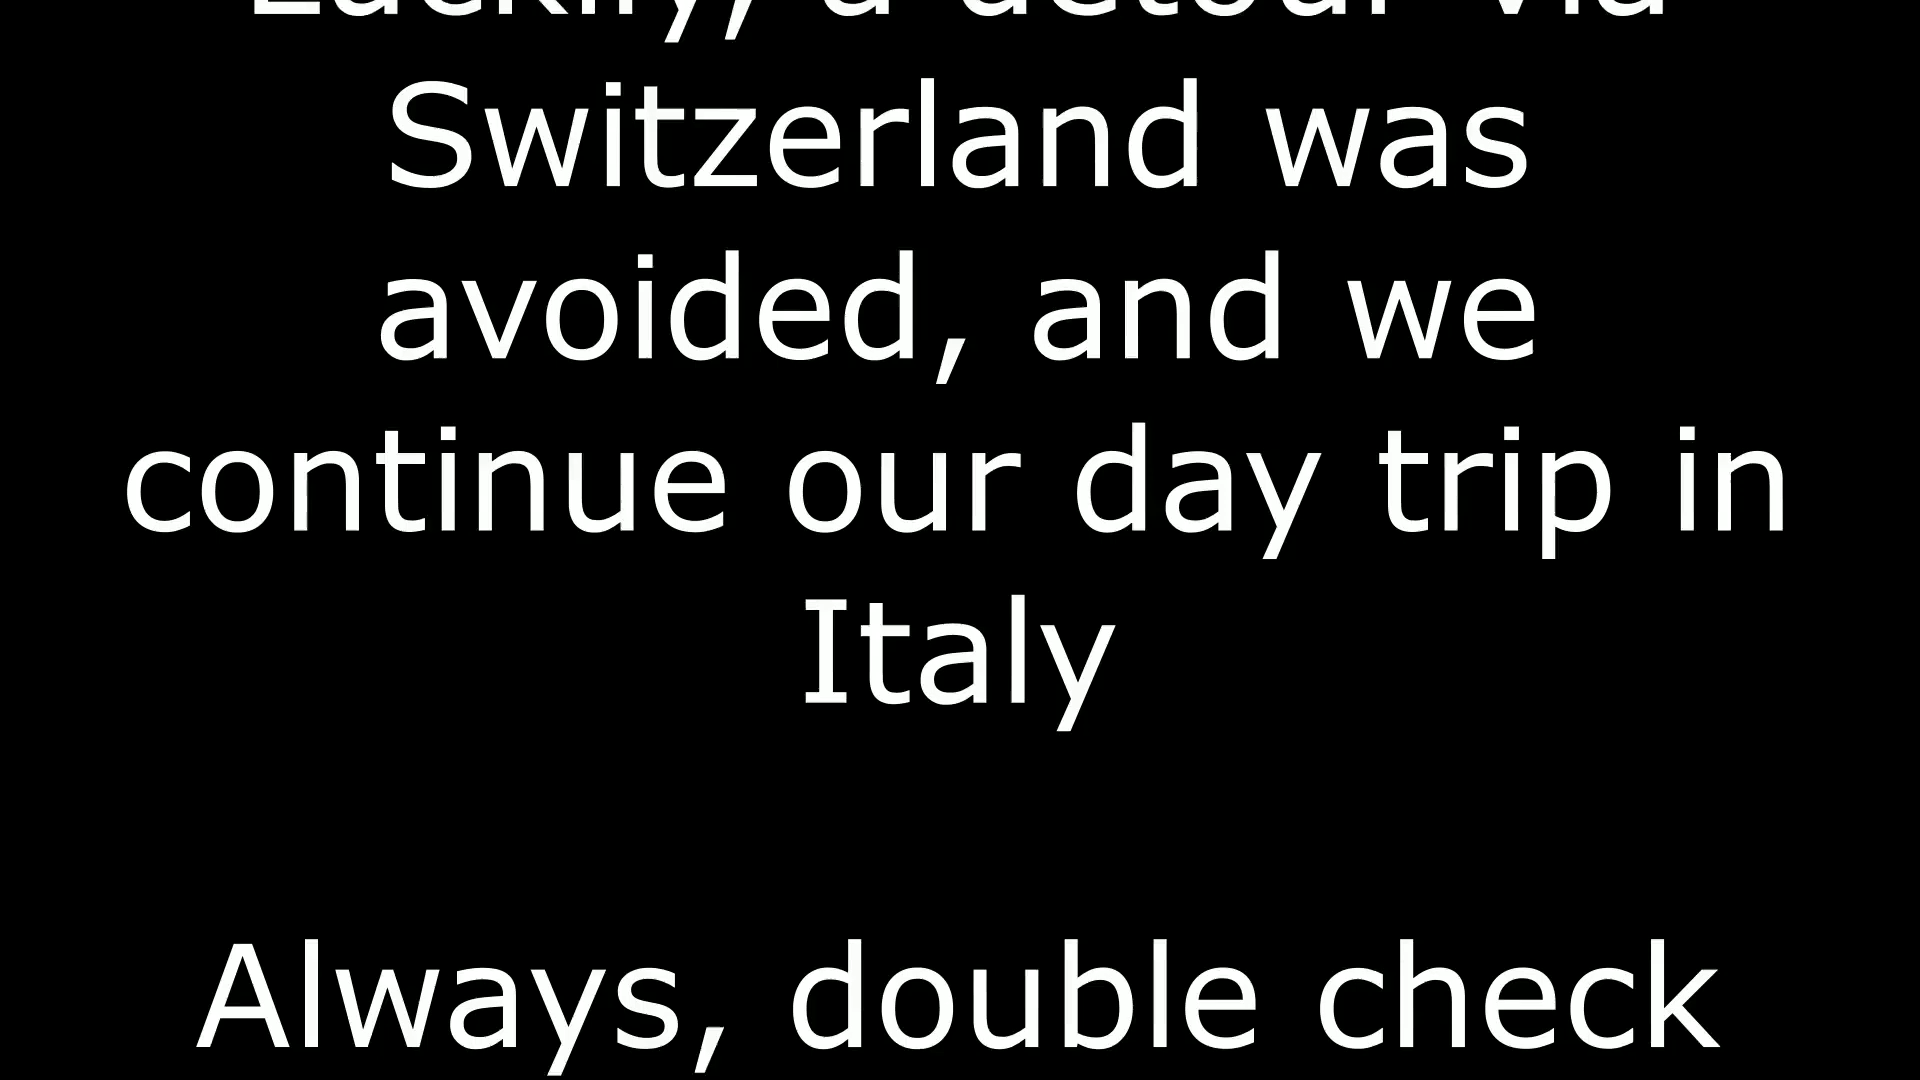 Luckily, a detour via
Switzerland was
avoided, and we
continue our day trip in
Italy
Always, double check